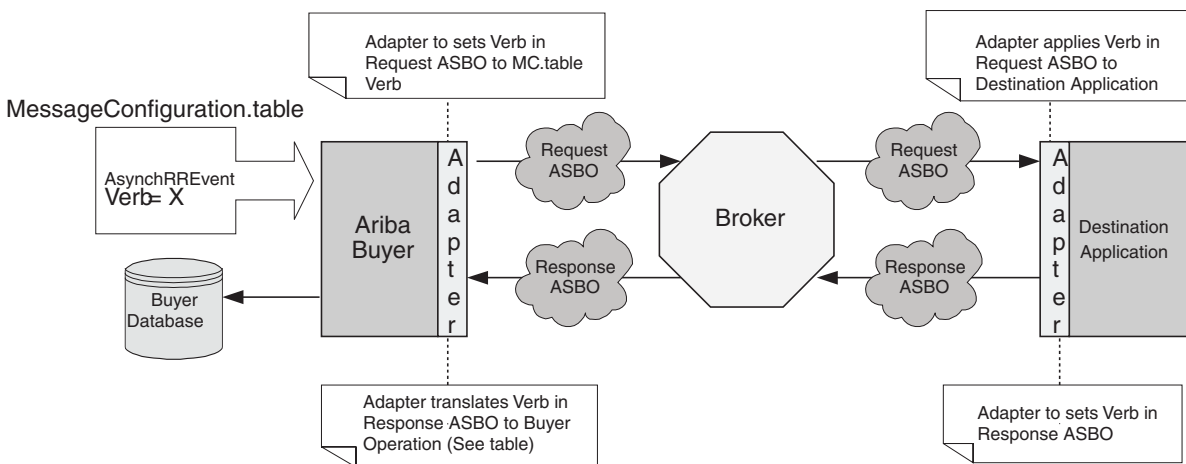 Adapter to sets Verb in
Request ASBO to MC.table
Verb
Adapter applies Verb in
Request ASBO to
Destination Application
MessageConfiguration.table
AsynchRREvent
Verb= X
Ariba
Buyer
Adapter
Request
ASBO
Broker
Request
ASBO
Adapter
Destination
Application
Response
ASBO
Response
ASBO
Buyer
Database
Adapter translates Verb in
Response ASBO to Buyer
Operation (See table)
Adapter to sets Verb in
Response ASBO